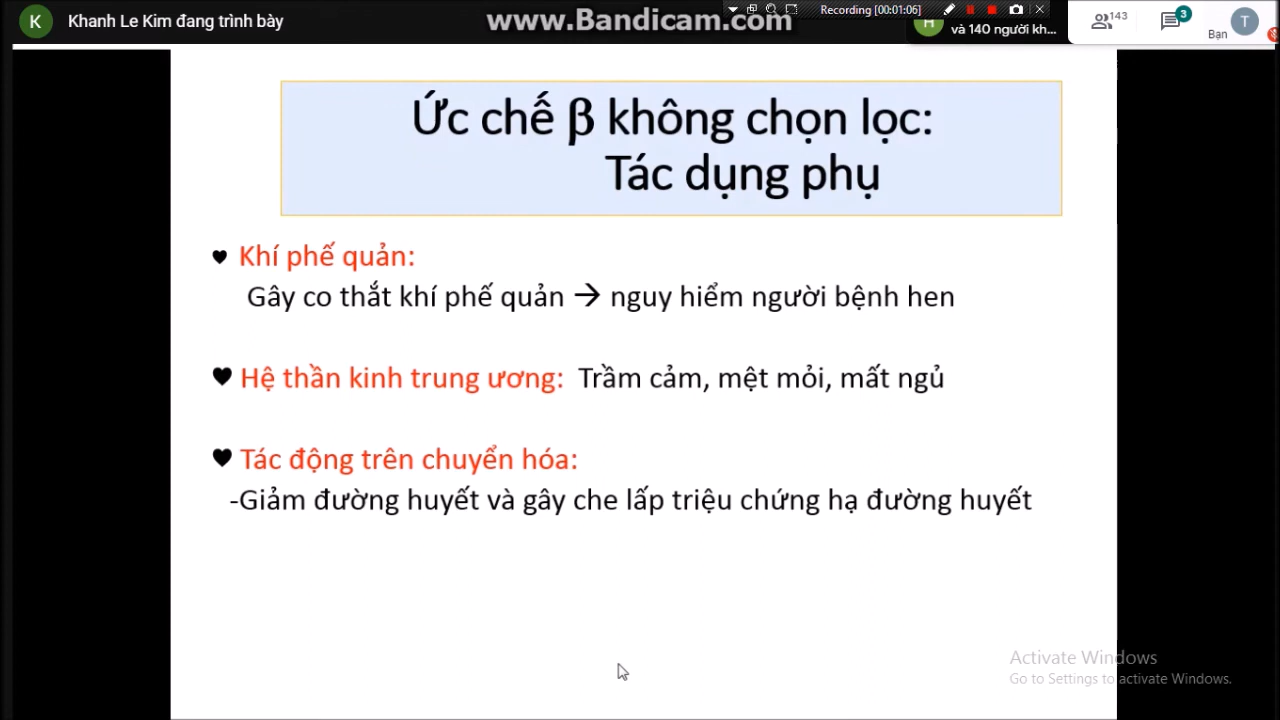 K Khanh Le Kim đang trình bày
www.Bandicam.com
Recording [00:01:06]
H và 140 người kh...
143
3
Bạn
T
Ức chế β không chọn lọc:
Tác dụng phụ
Khí phế quản:
Gây co thắt khí phế quản → nguy hiểm người bệnh hen
Hệ thần kinh trung ương: Trầm cảm, mệt mỏi, mất ngủ
Tác động trên chuyển hóa:
-Giảm đường huyết và gây che lấp triệu chứng hạ đường huyết
Activate Windows
Go to Settings to activate Windows.